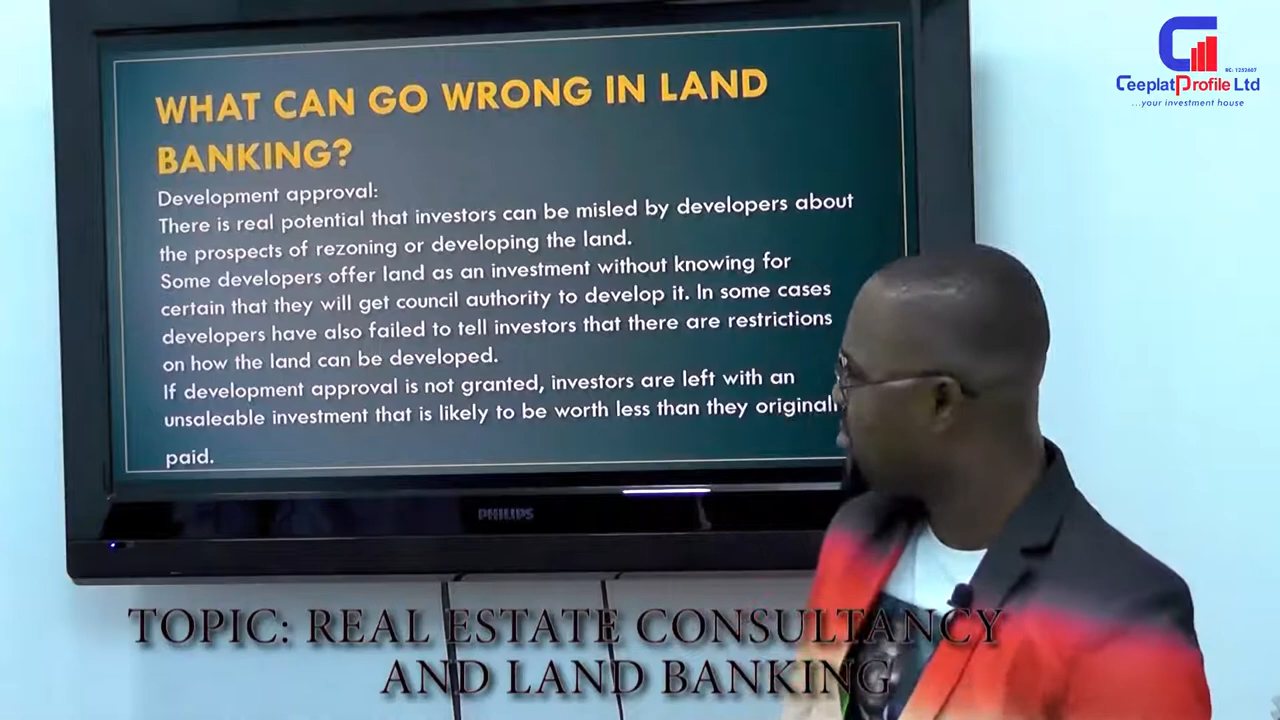 WHAT CAN GO WRONG IN LAND
BANKING?
Development approval:
There is real potential that investors can be misled by developers about
the prospects of rezoning or developing the land.
Some developers offer land as an investment without knowing for
certain that they will get council authority to develop it. In some cases
developers have also failed to tell investors that there are restrictions
on how the land can be developed.
If development approval is not granted, investors are left with an
unsaleable investment that is likely to be worth less than they originall
paid.
PHILIPS
TOPIC: REAL ESTATE CONSULTANCY
AND LAND BANKING
RC: 1252607
CeeplatProfile Ltd
...your investment house